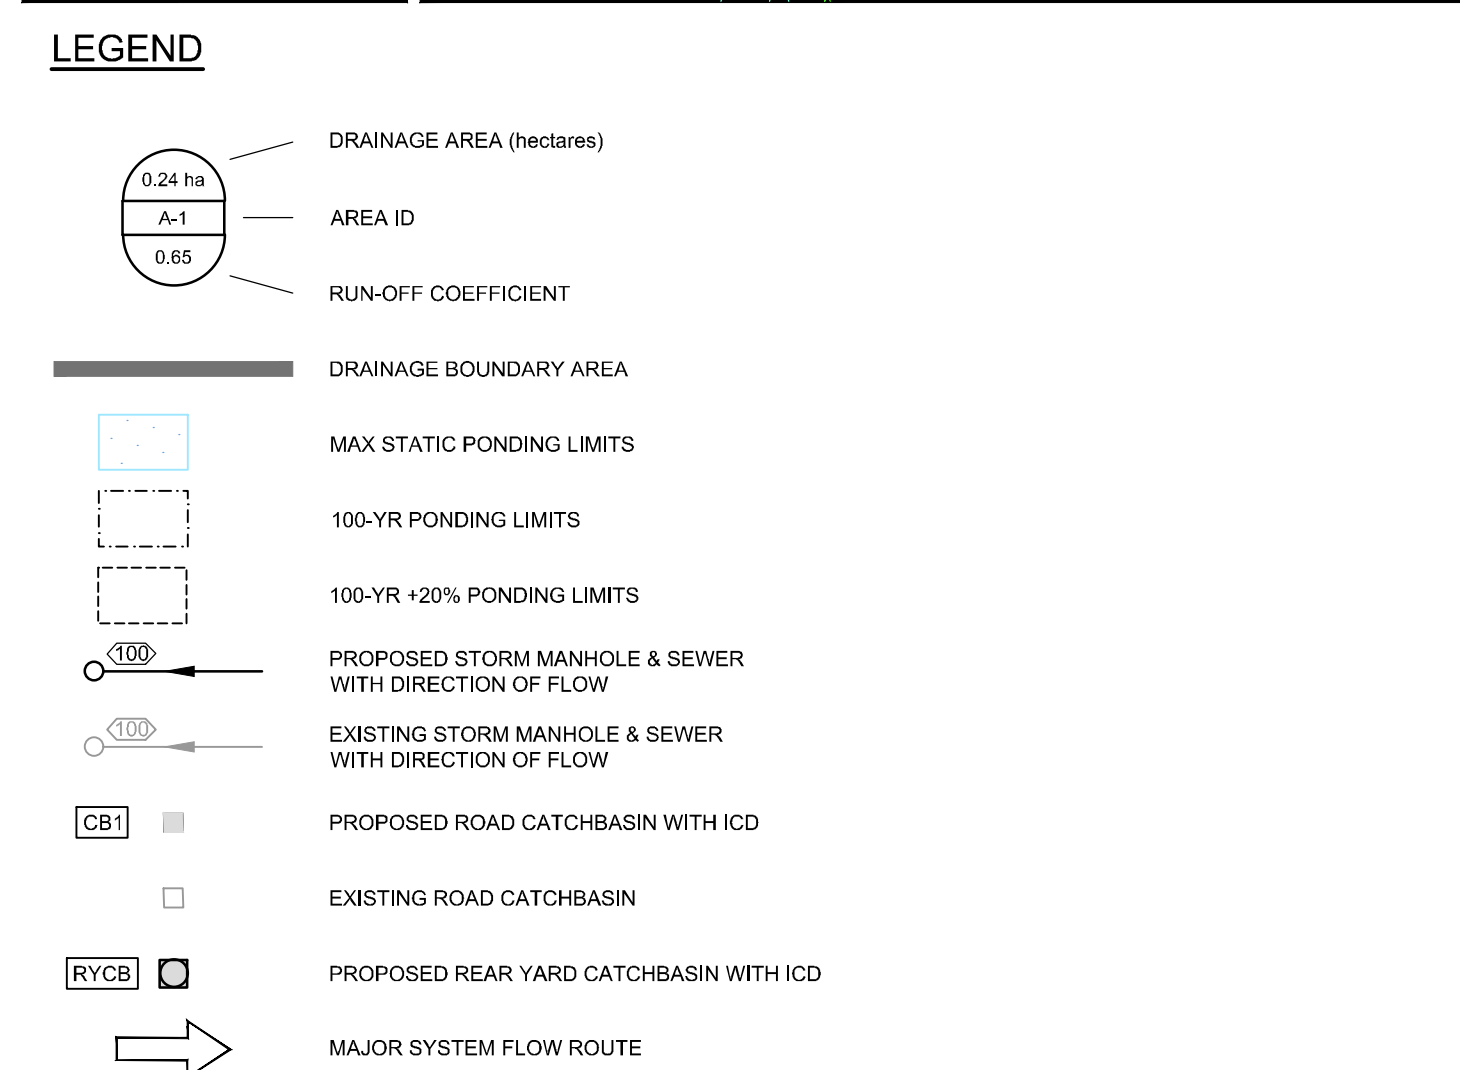 LEGEND
DRAINAGE AREA (hectares)
0.24 ha
A-1
AREA ID
0.65
RUN-OFF COEFFICIENT
DRAINAGE BOUNDARY AREA
MAX STATIC PONDING LIMITS
100-YR PONDING LIMITS
100-YR +20% PONDING LIMITS
100
PROPOSED STORM MANHOLE & SEWER
WITH DIRECTION OF FLOW
100
EXISTING STORM MANHOLE & SEWER
WITH DIRECTION OF FLOW
CB1
PROPOSED ROAD CATCHBASIN WITH ICD
EXISTING ROAD CATCHBASIN
RYCB
PROPOSED REAR YARD CATCHBASIN WITH ICD
MAJOR SYSTEM FLOW ROUTE